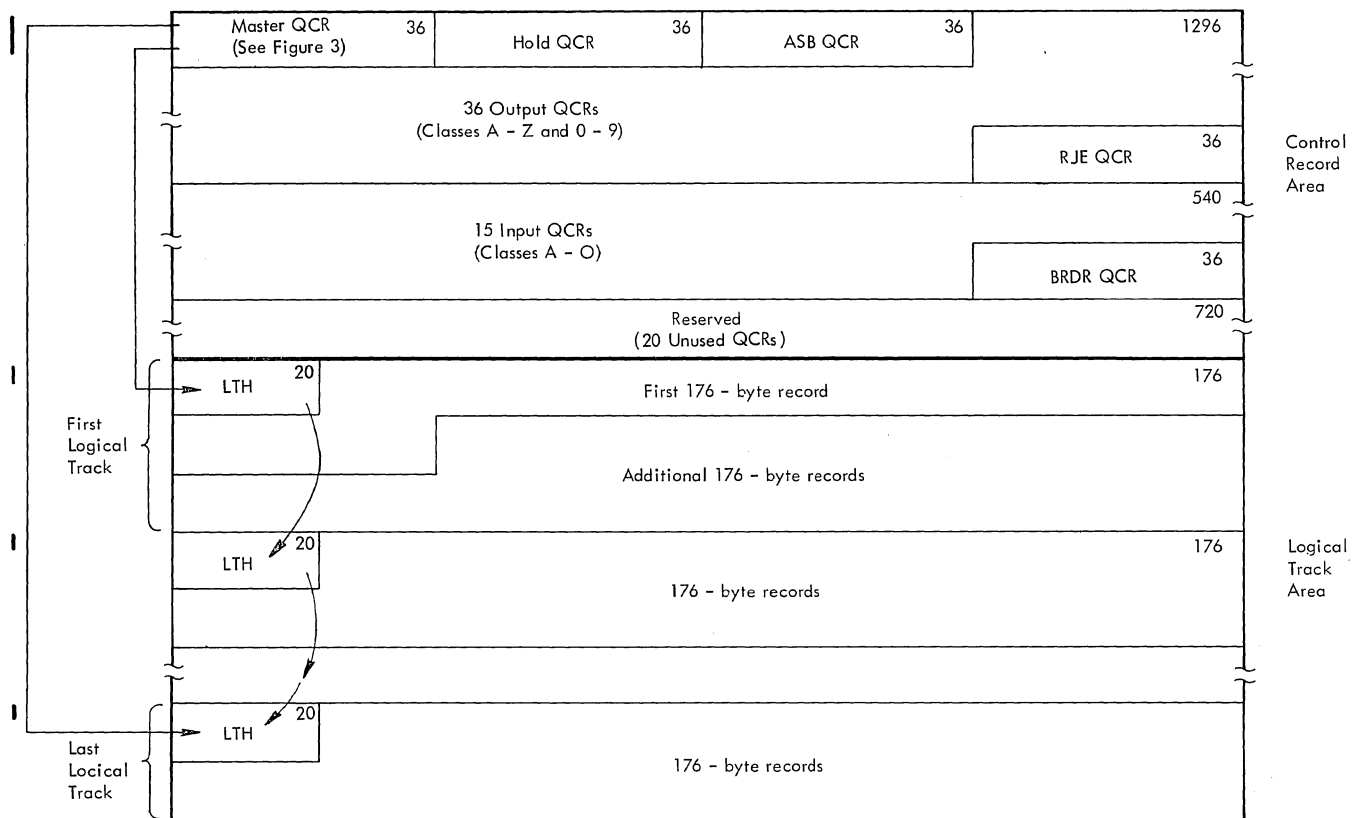 Master QCR 36
(See Figure 3)
Hold QCR 36
ASB QCR 36
1296
36 Output QCRs
(Classes A - Z and 0 - 9)
RJE QCR 36
Control
Record
Area
540
15 Input QCRs
(Classes A - O)
BRDR QCR 36
720
Reserved
(20 Unused QCRs)
LTH 20
First 176 - byte record
176
First
Logical
Track
Additional 176 - byte records
LTH 20
176
176 - byte records
Logical
Track
Area
LTH 20
Last
Locical
Track
176 - byte records